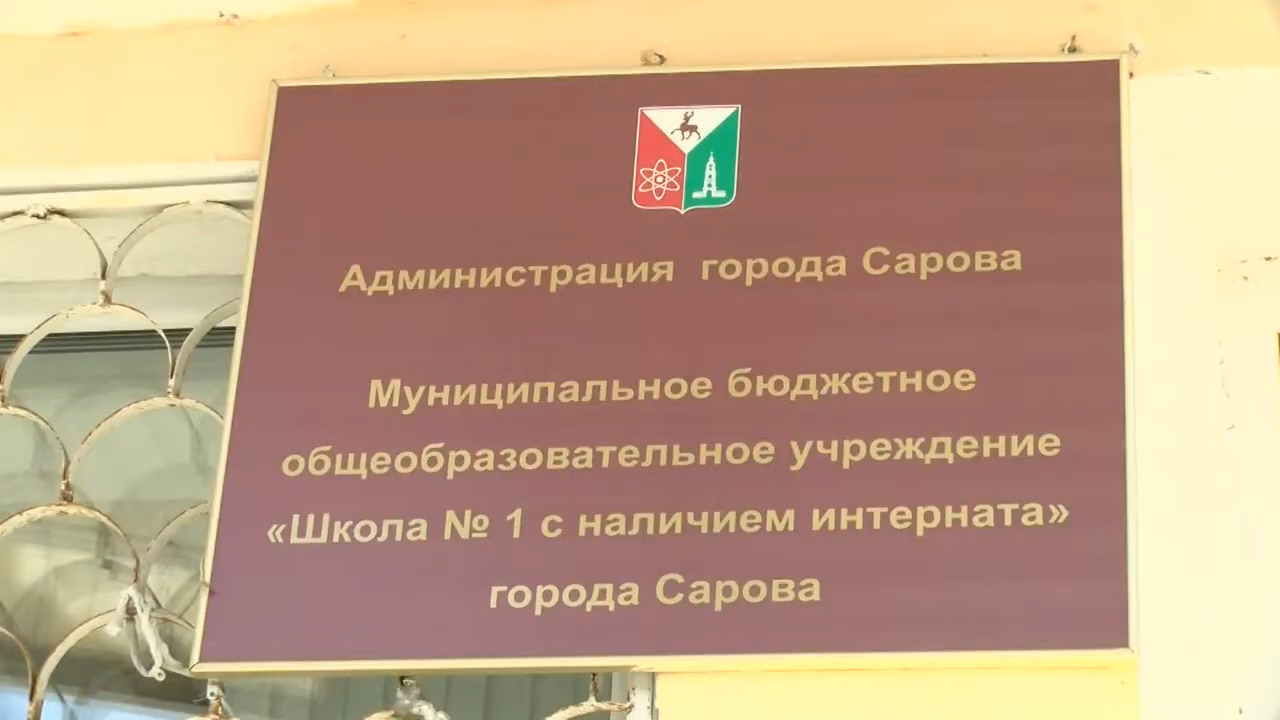 Администрация города Сарова
Муниципальное бюджетное
общеобразовательное учреждение
«Школа № 1 с наличием интерната»
города Сарова